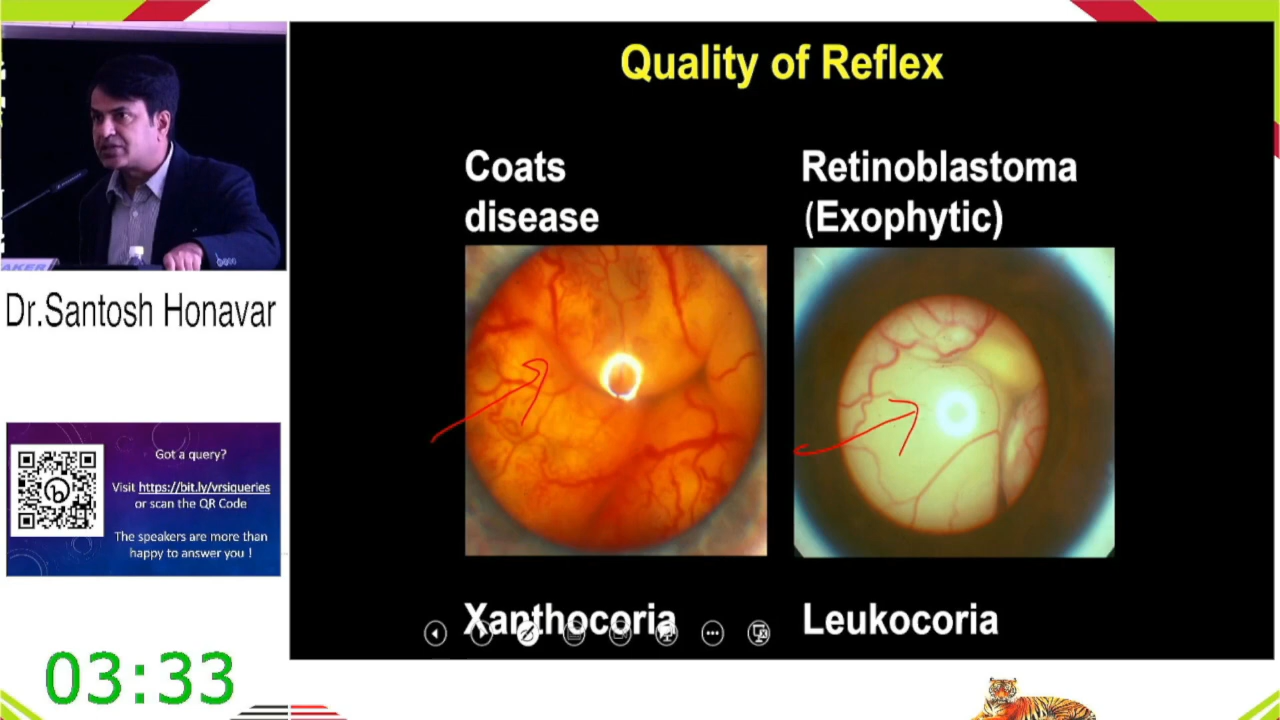 Quality of Reflex
Coats
disease
Retinoblastoma
(Exophytic)
Xanthocoria
Leukocoria
AKER
Dr.Santosh Honavar
Got a query?
Visit https://bit.ly/vrsiqueries
or scan the QR Code
The speakers are more than
happy to answer you !
03:33